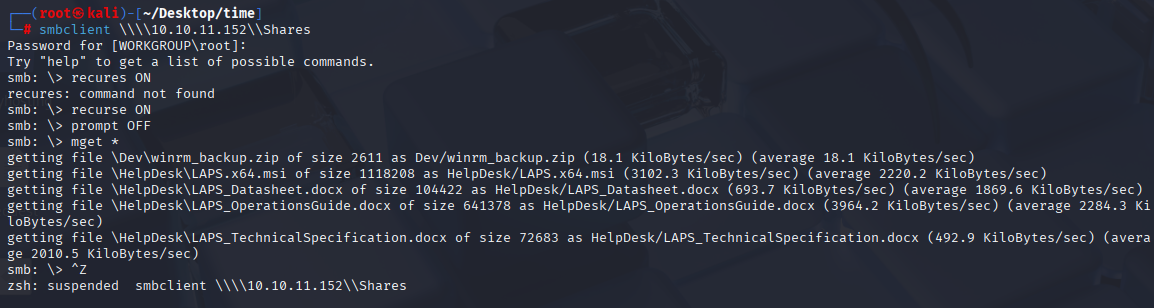 ┌──(root㉿kali)-[~/Desktop/time]
└─# smbclient \\\\10.10.11.152\\Shares
Password for [WORKGROUP\root]:
Try "help" to get a list of possible commands.
smb: \> recures ON
recures: command not found
smb: \> recurse ON
smb: \> prompt OFF
smb: \> mget *
getting file \Dev\winrm_backup.zip of size 2611 as Dev/winrm_backup.zip (18.1 KiloBytes/sec) (average 18.1 KiloBytes/sec)
getting file \HelpDesk\LAPS.x64.msi of size 1118208 as HelpDesk/LAPS.x64.msi (3102.3 KiloBytes/sec) (average 2220.2 KiloBytes/sec)
getting file \HelpDesk\LAPS_Datasheet.docx of size 104422 as HelpDesk/LAPS_Datasheet.docx (693.7 KiloBytes/sec) (average 1869.6 KiloBytes/sec)
getting file \HelpDesk\LAPS_OperationsGuide.docx of size 641378 as HelpDesk/LAPS_OperationsGuide.docx (3964.2 KiloBytes/sec) (average 2284.3 Ki
loBytes/sec)
getting file \HelpDesk\LAPS_TechnicalSpecification.docx of size 72683 as HelpDesk/LAPS_TechnicalSpecification.docx (492.9 KiloBytes/sec) (avera
ge 2010.5 KiloBytes/sec)
smb: \> ^Z
zsh: suspended  smbclient \\\\10.10.11.152\\Shares